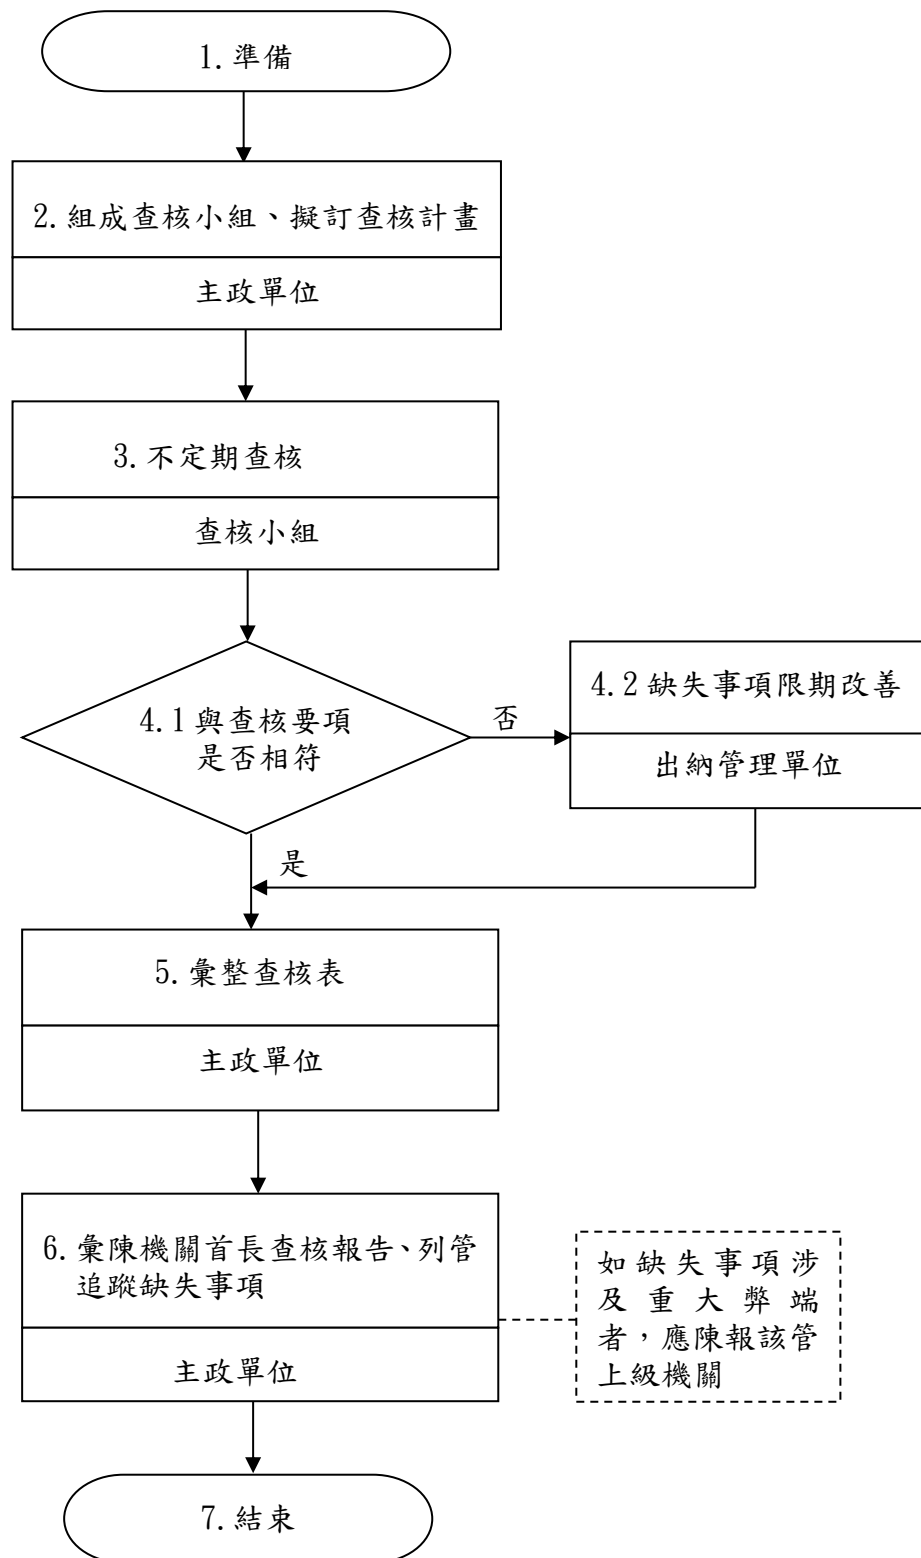 1.準備
2.組成查核小組、擬訂查核計畫
主政單位
3.不定期查核
查核小組
4.1與查核要項
是否相符
否
4.2缺失事項限期改善
出納管理單位
是
5.彙整查核表
主政單位
6.彙陳機關首長查核報告、列管
追蹤缺失事項
主政單位
如缺失事項涉
及重大弊端
者，應陳報該管
上級機關
7.結束